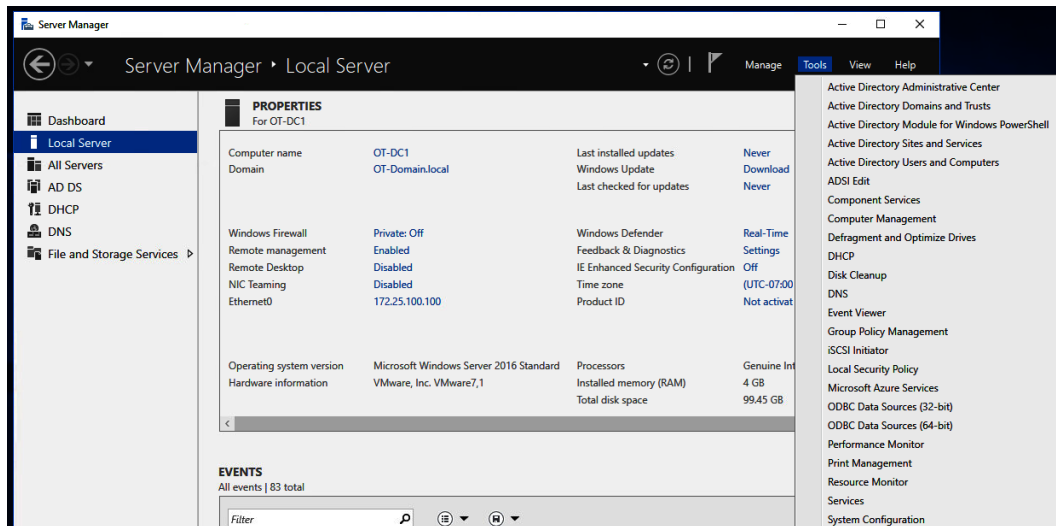 Server Manager
Server Manager ‣ Local Server
Manage Tools View Help
Dashboard
Local Server
All Servers
AD DS
DHCP
DNS
File and Storage Services
PROPERTIES
For OT-DC1
Computer name OT-DC1
Domain OT-Domain.local
Last installed updates Never
Windows Update Download
Last checked for updates Never
Windows Firewall Private: Off
Remote management Enabled
Remote Desktop Disabled
NIC Teaming Disabled
Ethernet0 172.25.100.100
Windows Defender Real-Time
Feedback & Diagnostics Settings
IE Enhanced Security Configuration Off
Time zone (UTC-07:00
Product ID Not activat
Operating system version Microsoft Windows Server 2016 Standard
Hardware information VMware, Inc. VMware7,1
Processors Genuine Int
Installed memory (RAM) 4 GB
Total disk space 99.45 GB
EVENTS
All events | 83 total
Filter
Active Directory Administrative Center
Active Directory Domains and Trusts
Active Directory Module for Windows PowerShell
Active Directory Sites and Services
Active Directory Users and Computers
ADSI Edit
Component Services
Computer Management
Defragment and Optimize Drives
DHCP
Disk Cleanup
DNS
Event Viewer
Group Policy Management
iSCSI Initiator
Local Security Policy
Microsoft Azure Services
ODBC Data Sources (32-bit)
ODBC Data Sources (64-bit)
Performance Monitor
Print Management
Resource Monitor
Services
System Configuration